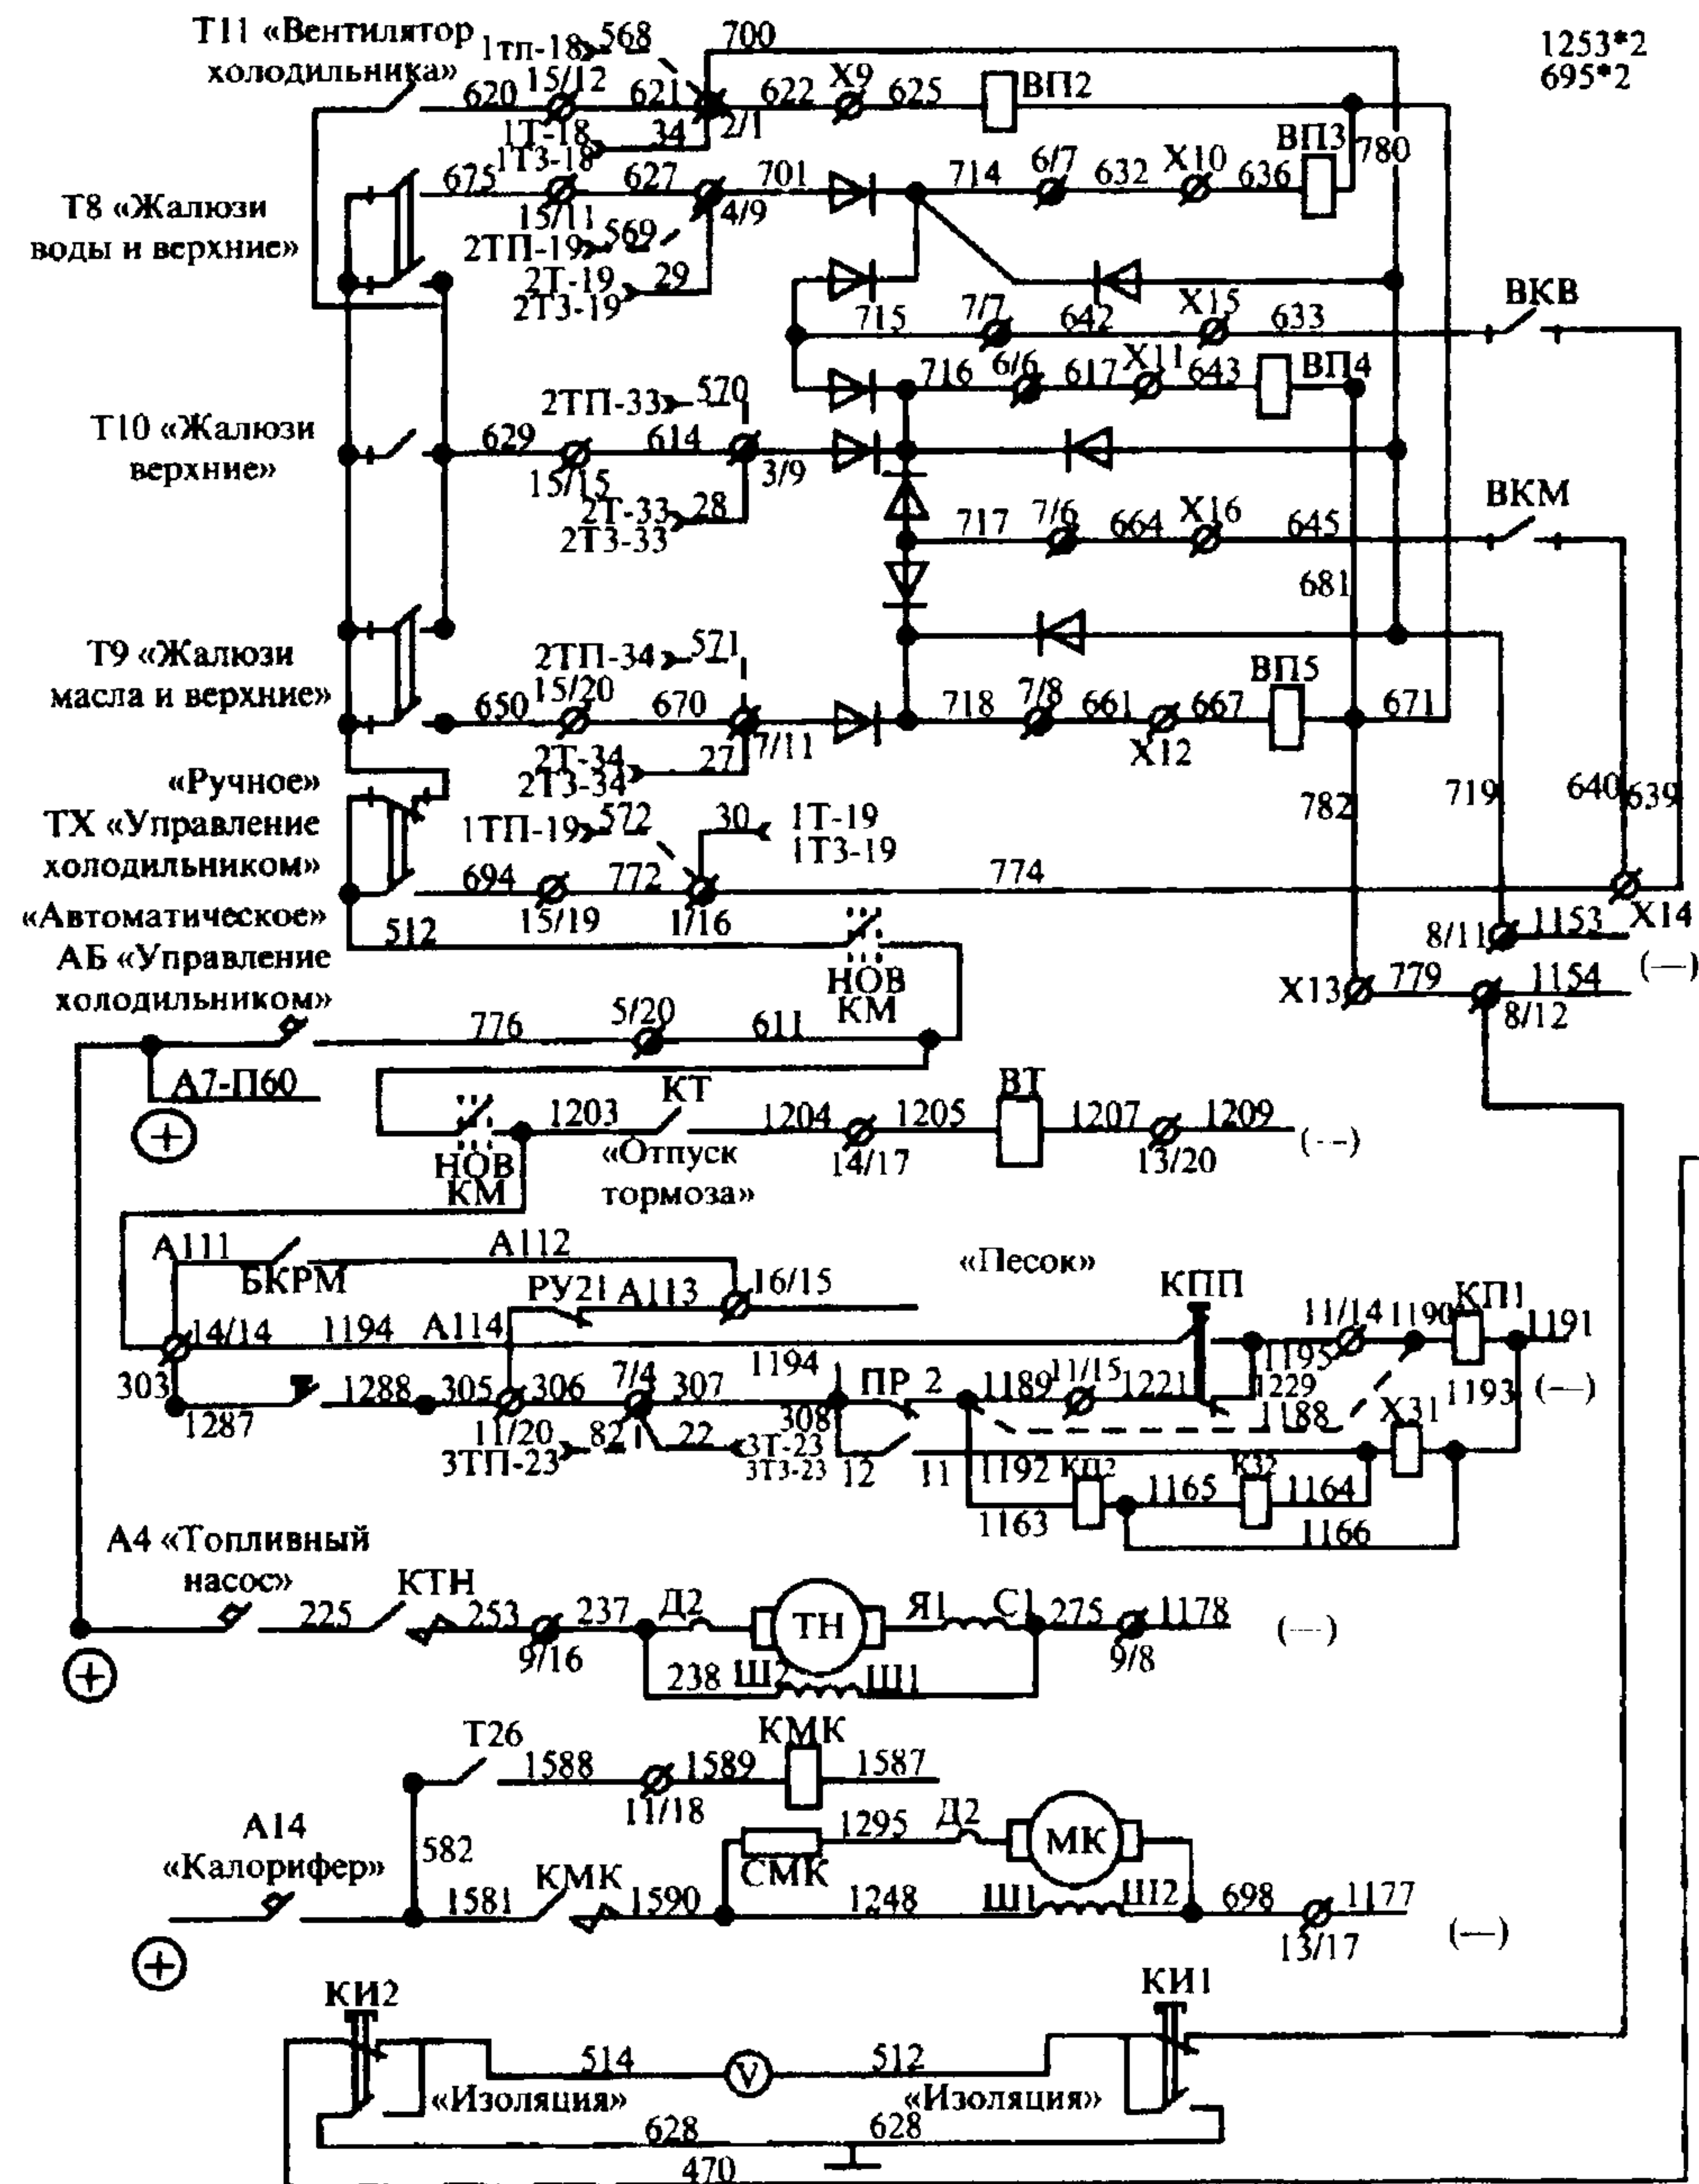 Т11 «Вентилятор
холодильника»
1тп-18
568
700
1253*2
695*2
620
15/12
621
2/1
622
Х9
625
ВП2
1Т-18
1ТЗ-18
34
ВП3
780
Т8 «Жалюзи
воды и верхние»
675
15/11
627
4/9
701
714
6/7
632
Х10
636
2ТП-19
569
2Т-19
2ТЗ-19
29
715
7/7
642
Х15
633
ВКВ
716
6/6
617
Х11
643
ВП4
Т10 «Жалюзи
верхние»
2ТП-33
570
629
15/15
614
3/9
2Т-33
2ТЗ-33
28
717
7/6
664
Х16
645
ВКМ
681
Т9 «Жалюзи
масла и верхние»
2ТП-34
571
650
15/20
670
7/11
2Т-34
2ТЗ-34
27
718
7/8
661
Х12
667
ВП5
671
«Ручное»
ТХ «Управление
холодильником»
«Автоматическое»
1ТП-19
572
30
1Т-19
1ТЗ-19
782
719
640
639
694
15/19
772
1/16
774
Х14
512
НОВ
КМ
8/11
1153
(—)
АБ «Управление
холодильником»
Х13
779
1154
8/12
776
5/20
611
А7-П60
+
НОВ
КМ
1203
КТ
«Отпуск
тормоза»
1204
14/17
1205
ВТ
1207
13/20
1209
(—)
А111
БКРМ
А112
«Песок»
РУ21
А113
16/15
КПП
303
14/14
1194
А114
1194
1195
11/14
1190
КП1
1191
1287
1288
305
11/20
306
7/4
307
308
ПР 2
1189
11/15
1221
1229
1188
Х31
1193
(—)
3ТП-23
82
22
3Т-23
3ТЗ-23
12
11
1192
КП2
КЗ2
1163
1165
1164
1166
А4 «Топливный
насос»
+
225
КТН
253
9/16
237
Д2
ТН
Я1
С1
275
9/8
1178
(—)
238
Ш2
Ш1
Т26
1588
11/18
1589
КМК
1587
А14
«Калорифер»
+
582
1581
КМК
1590
СМК
1295
Д2
МК
1248
Ш1
Ш2
698
13/17
1177
(—)
КИ2
КИ1
514
V
512
«Изоляция»
«Изоляция»
628
628
470